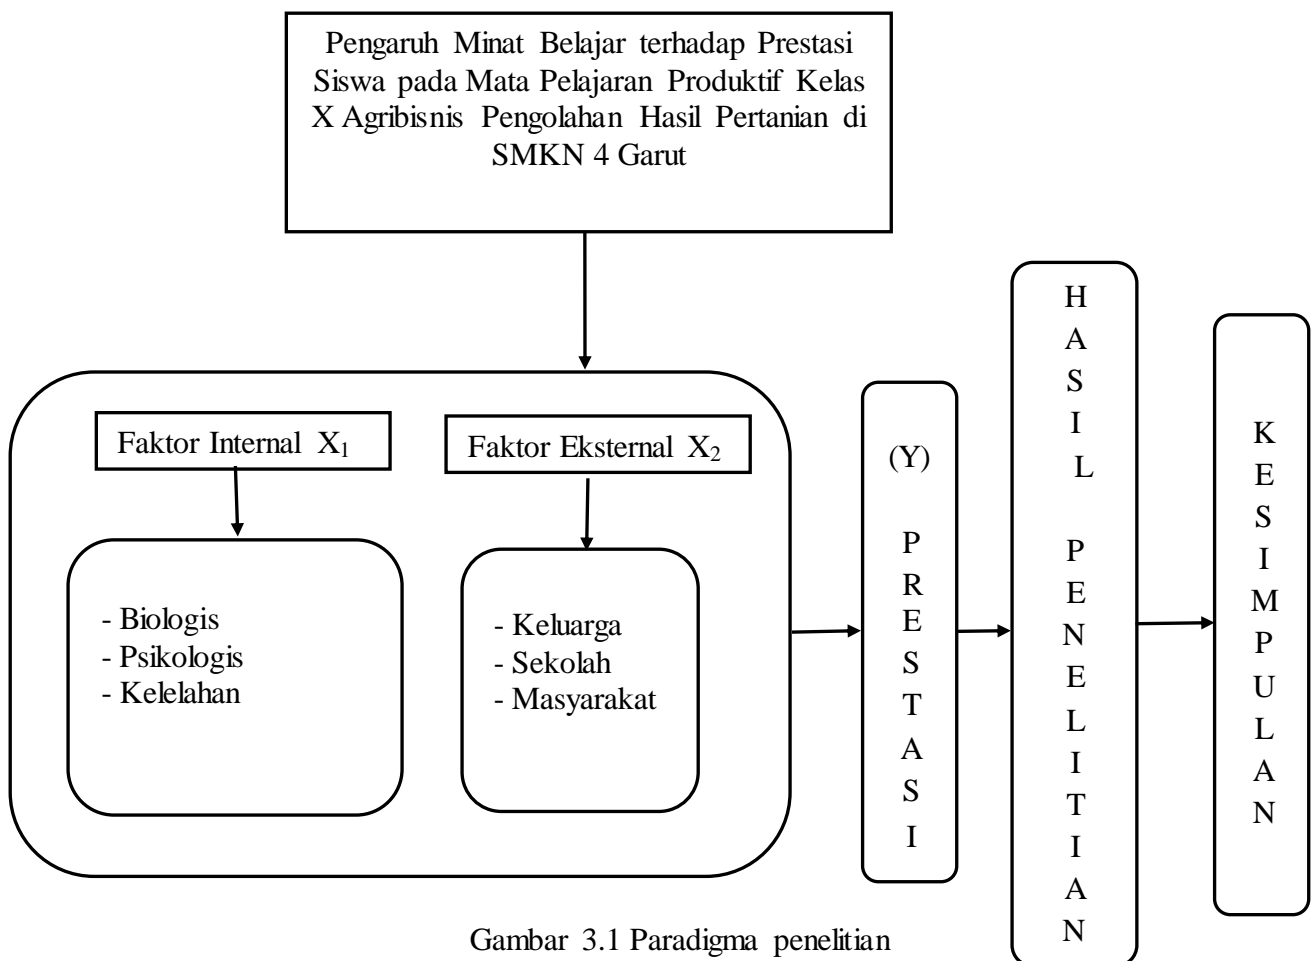 Pengaruh Minat Belajar terhadap Prestasi
Siswa pada Mata Pelajaran Produktif Kelas
X Agribisnis Pengolahan Hasil Pertanian di
SMKN 4 Garut
Faktor Internal X₁
Faktor Eksternal X₂
- Biologis
- Psikologis
- Kelelahan
- Keluarga
- Sekolah
- Masyarakat
(Y)
P
R
E
S
T
A
S
I
H
A
S
I
L
P
E
N
E
L
I
T
I
A
N
K
E
S
I
M
P
U
L
A
N
Gambar 3.1 Paradigma penelitian